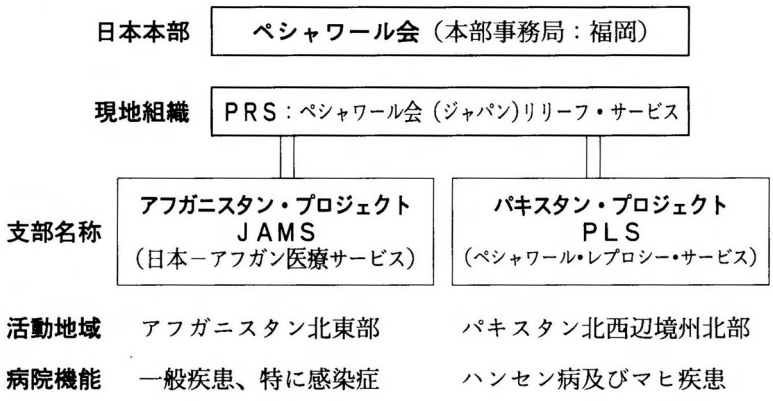 日本本部 ペシャワール会（本部事務局：福岡）
現地組織 PRS：ペシャワール会（ジャパン）リリーフ・サービス
支部名称
アフガニスタン・プロジェクト
JAMS
（日本－アフガン医療サービス）
パキスタン・プロジェクト
PLS
（ペシャワール・レプロシー・サービス）
活動地域 アフガニスタン北東部 パキスタン北西辺境州北部
病院機能 一般疾患、特に感染症 ハンセン病及びマヒ疾患